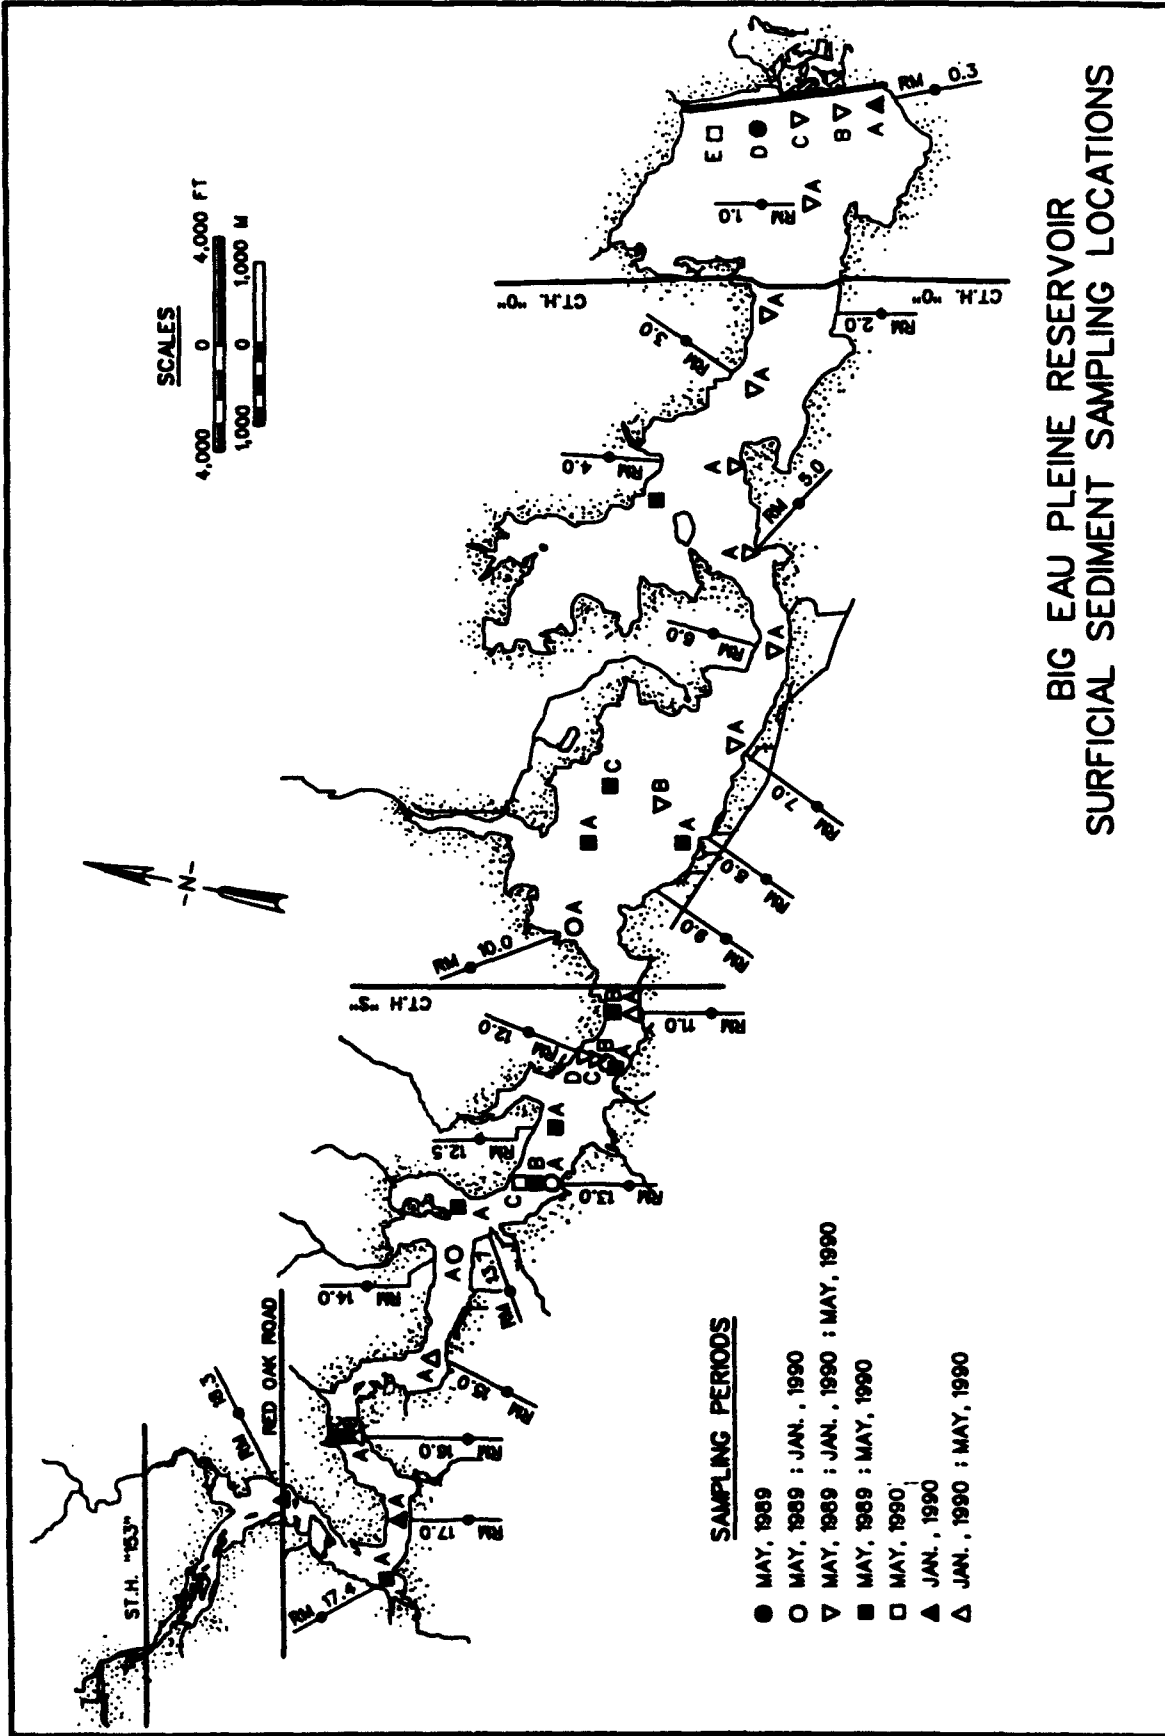 BIG EAU PLEINE RESERVOIR
SURFICIAL SEDIMENT SAMPLING LOCATIONS
SCALES
4,000 0 4,000 FT
1,000 0 1,000 M
-N-
ST.H. "153"
RED OAK ROAD
CT.H "S"
CT.H. "O"
CT.H. "O"
RM 18.3
RM 17.4
RM 17.0
RM 16.0
RM 15.0
RM 14.0
RM 13.7
RM 13.0
RM 12.5
RM 12.0
RM 11.0
RM 10.0
RM 9.0
RM 8.0
RM 7.0
RM 6.0
RM 5.0
RM 4.0
RM 3.0
RM 2.0
RM 1.0
RM 0.3
A
A
A
A
A
A
A
C
B
A
A
D
C
B
A
B
A
A
A
A
C
B
A
A
A
A
A
A
A
E
D
C
B
A
SAMPLING PERIODS
MAY, 1989
MAY, 1989 : JAN., 1990
MAY, 1989 : JAN., 1990 : MAY, 1990
MAY, 1989 : MAY, 1990
MAY, 1990
JAN., 1990
JAN., 1990 : MAY, 1990